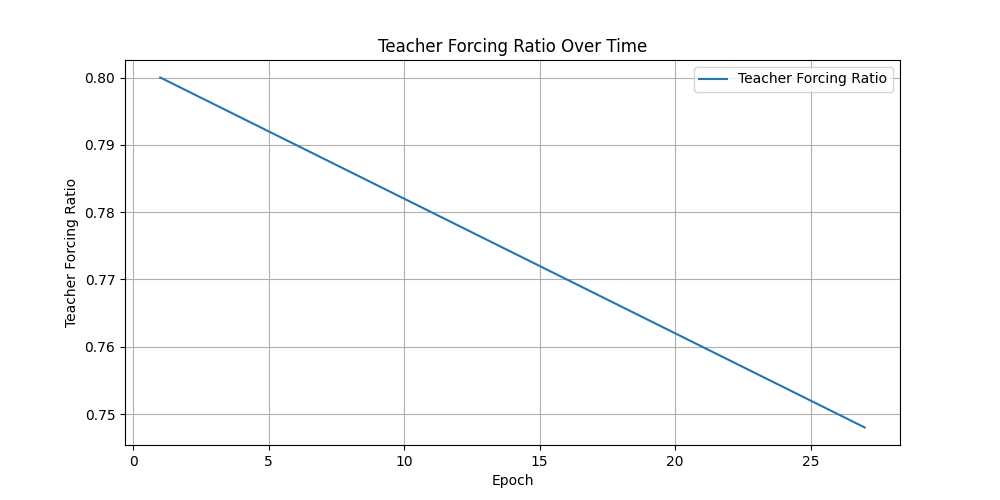 Teacher Forcing Ratio Over Time
Teacher Forcing Ratio
Teacher Forcing Ratio
0.80
0.79
0.78
0.77
0.76
0.75
0 5 10 15 20 25
Epoch